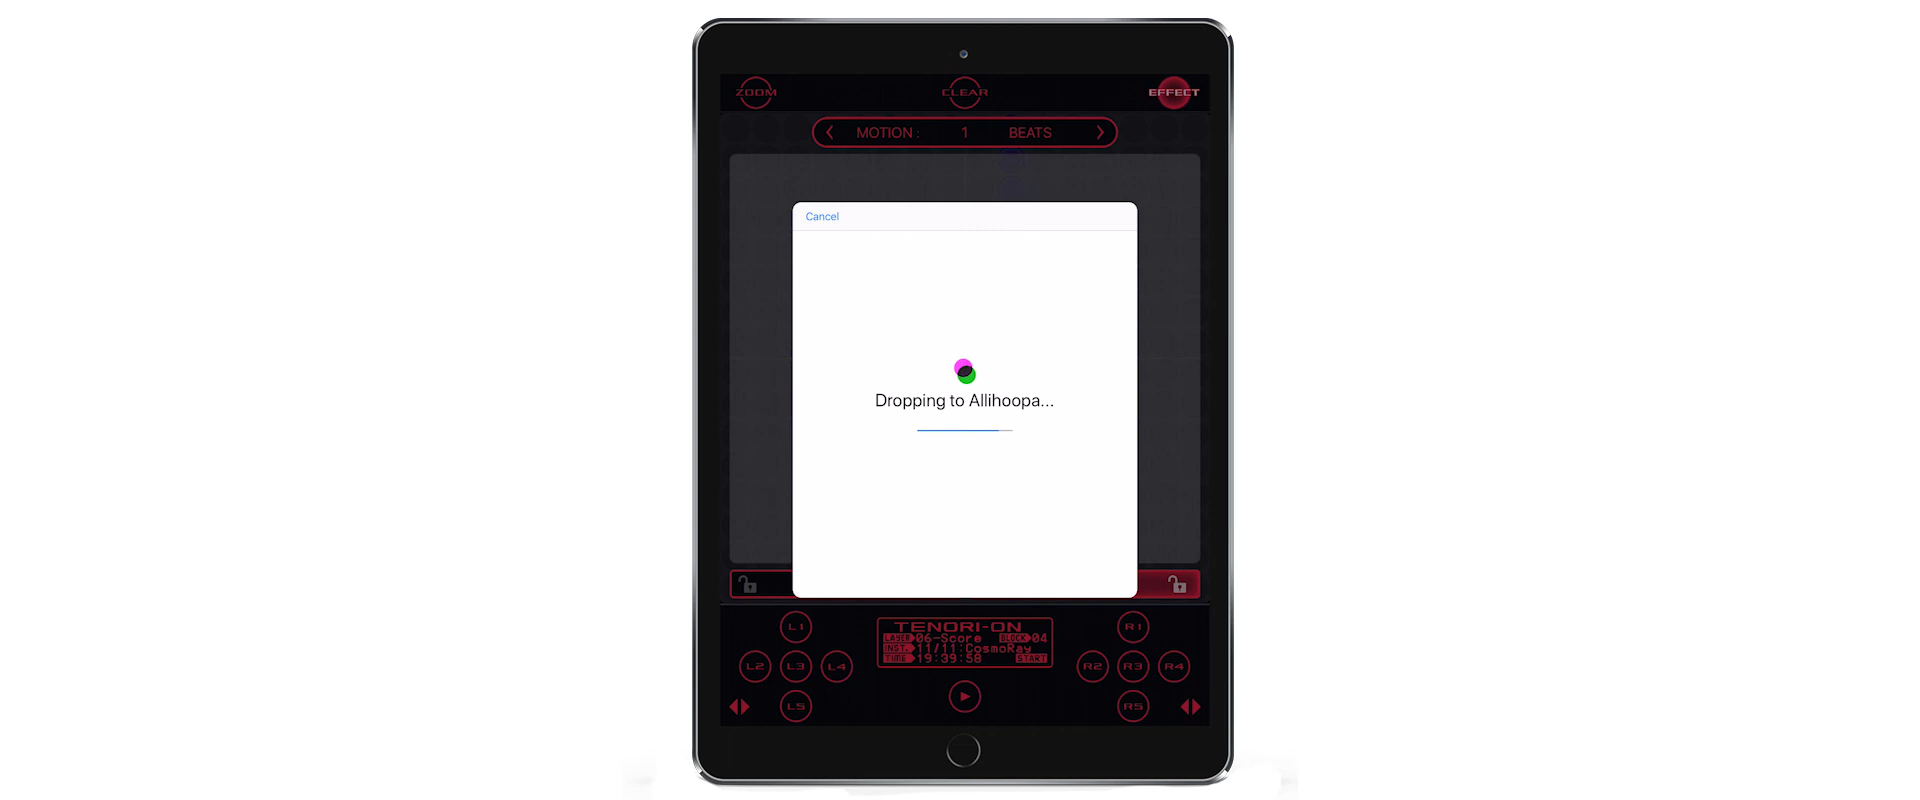 ZOOM
CLEAR
EFFECT
MOTION : 1 BEATS
Cancel
Dropping to Allihoopa...
TENORI-ON
LAYER 06-Score BLOCK 04
INST. 11/11:CosmoRay
TIME 19:39:58 START
L1
R1
L2
L3
L4
R2
R3
R4
L5
R5